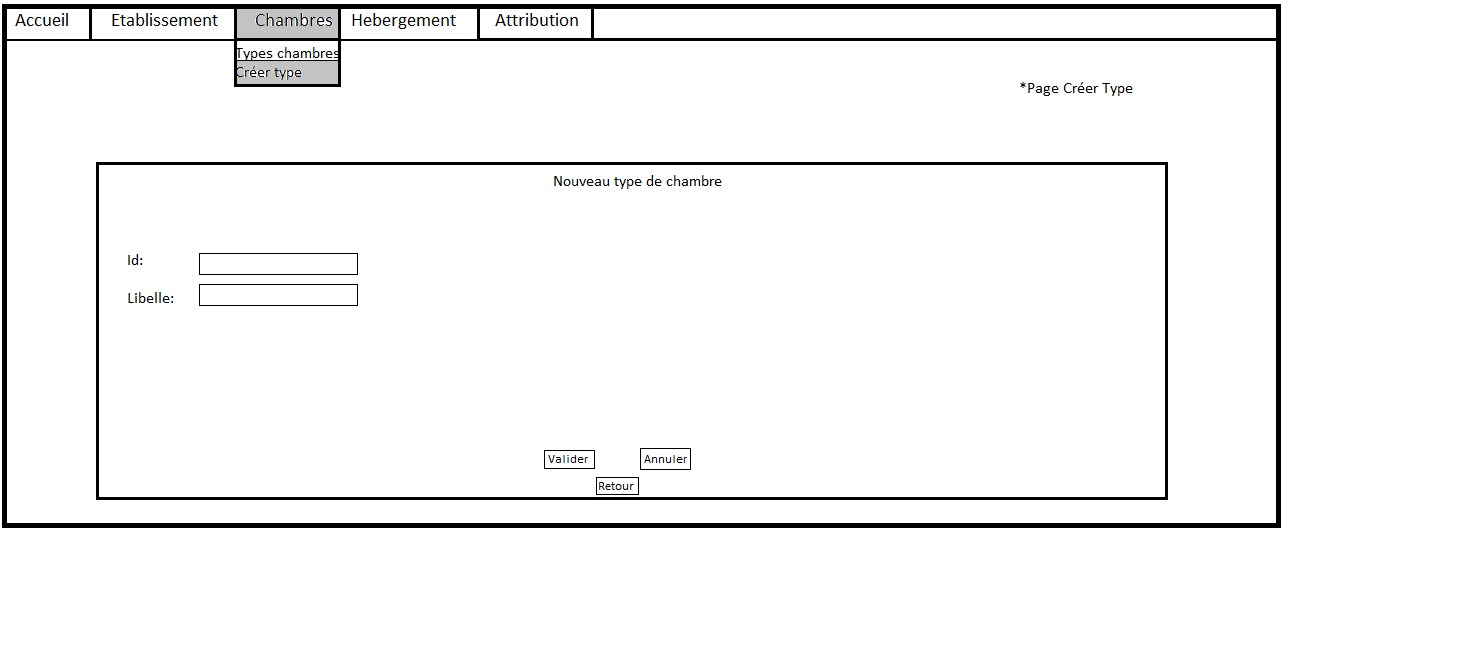 Accueil Etablissement Chambres Hebergement Attribution
Types chambres
Créer type
*Page Créer Type
Nouveau type de chambre
Id:
Libelle:
Valider Annuler
Retour